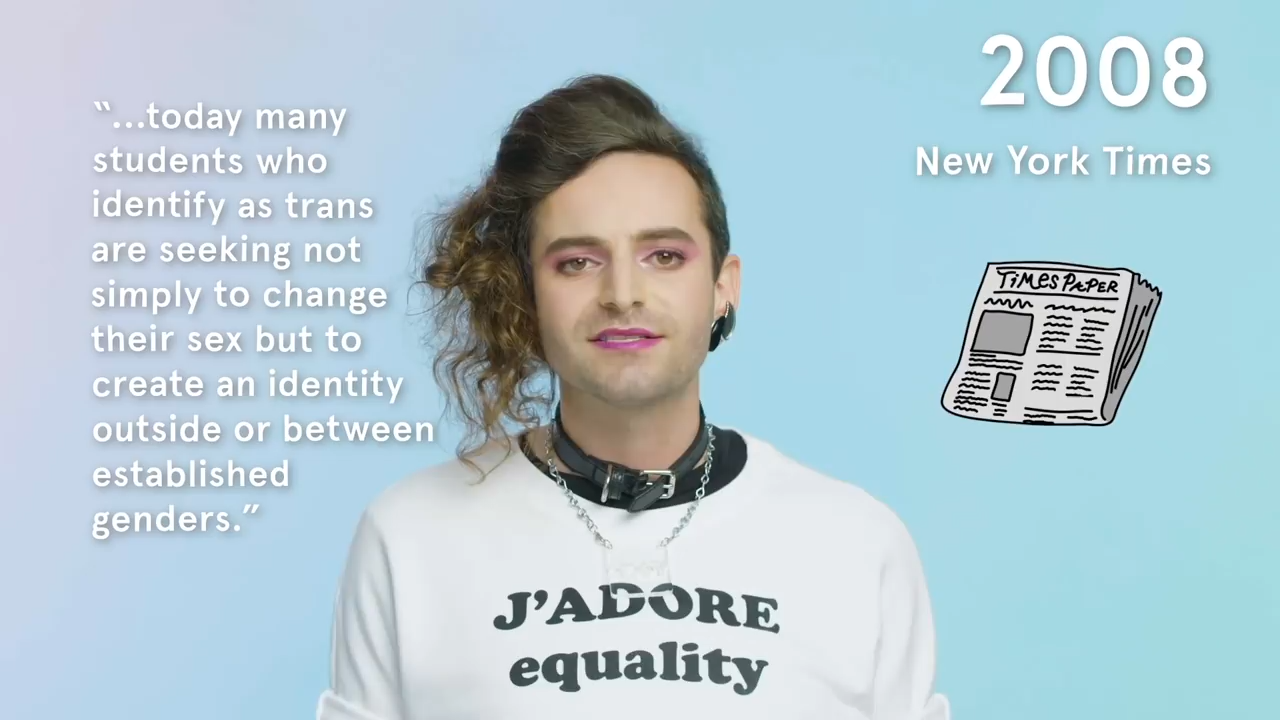 “...today many
students who
identify as trans
are seeking not
simply to change
their sex but to
create an identity
outside or between
established
genders.”
2008
New York Times
TiMES PAPER
J’ADORE
equality